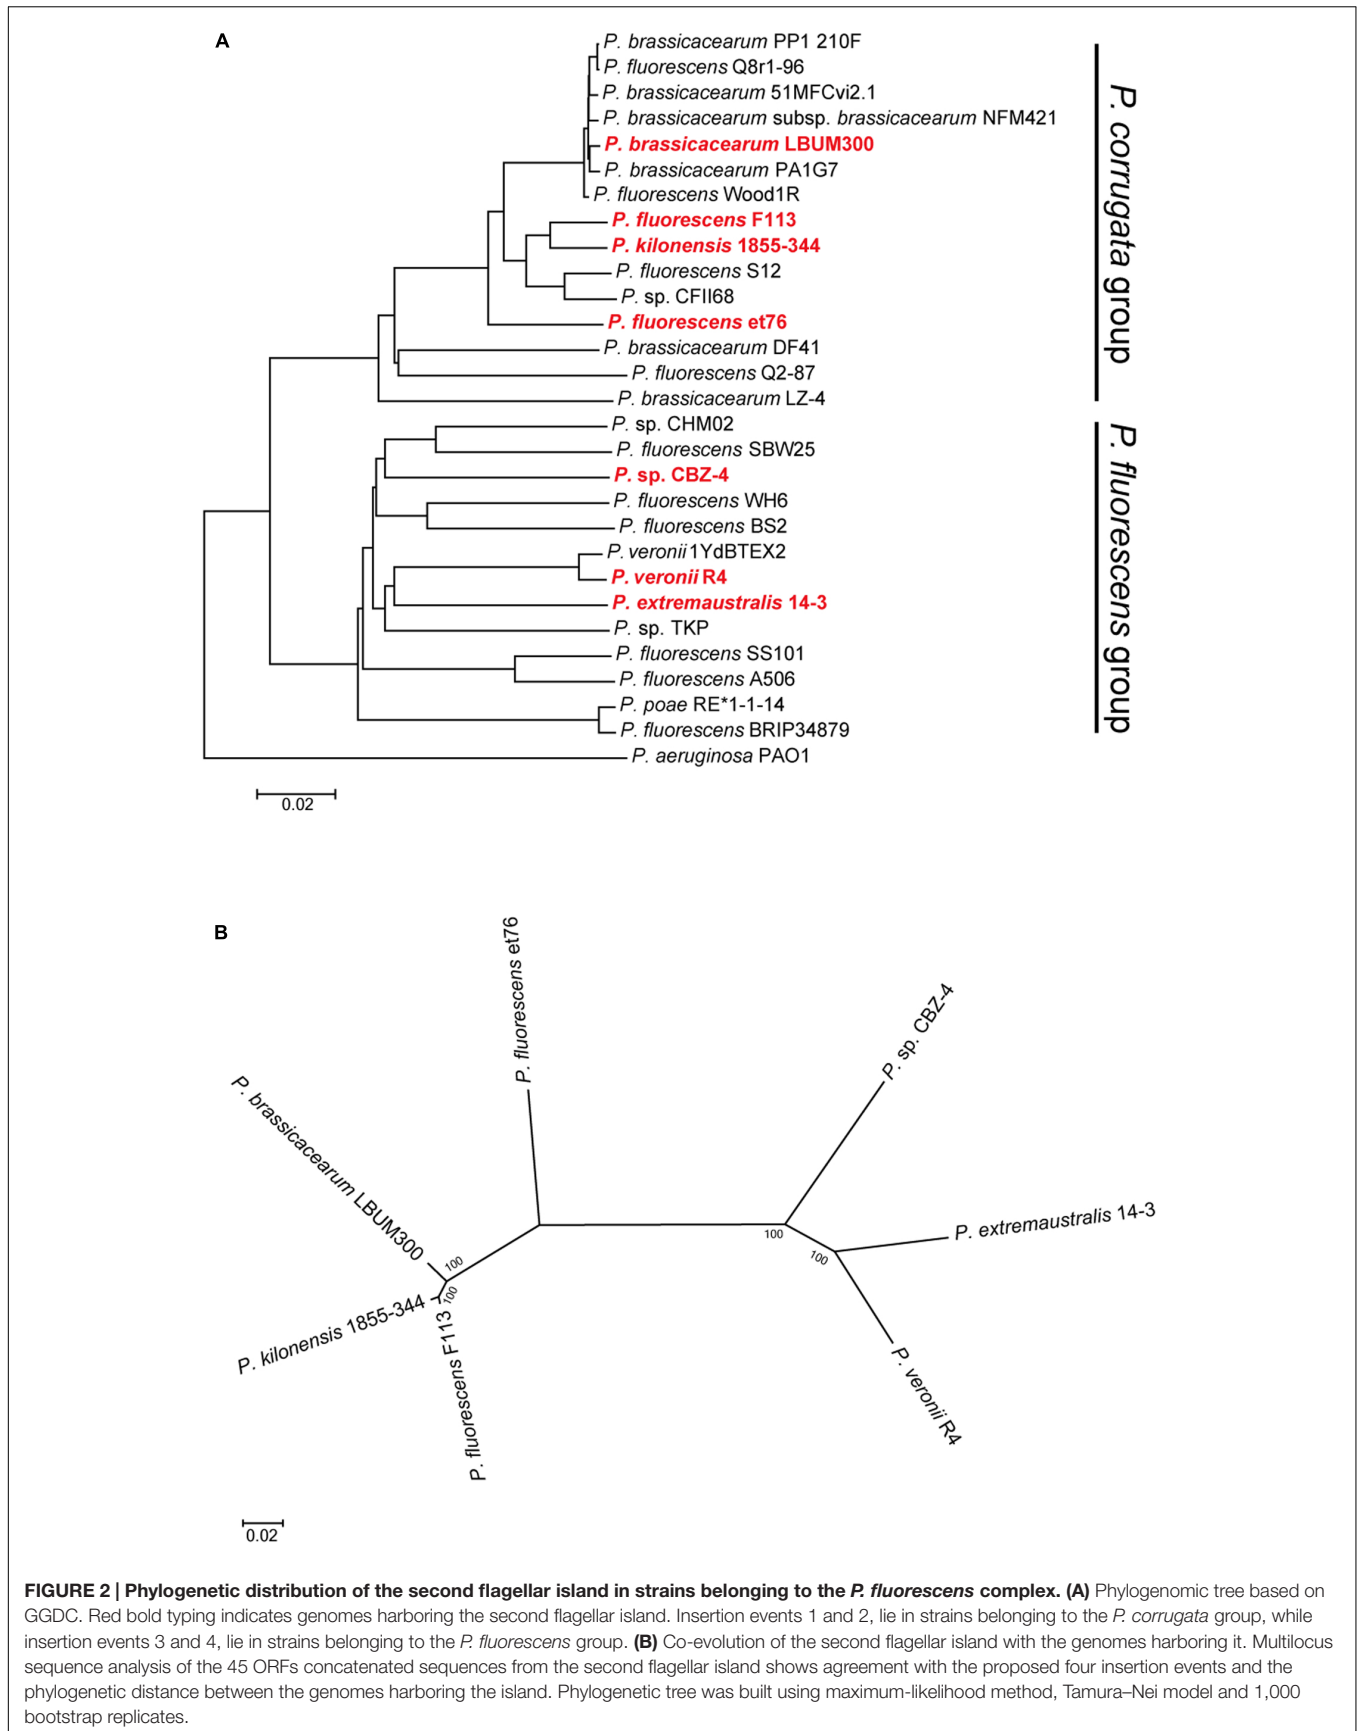 A
P. brassicacearum PP1 210F
P. fluorescens Q8r1-96
P. brassicacearum 51MFCvi2.1
P. brassicacearum subsp. brassicacearum NFM421
P. brassicacearum LBUM300
P. brassicacearum PA1G7
P. fluorescens Wood1R
P. fluorescens F113
P. kilonensis 1855-344
P. fluorescens S12
P. sp. CFII68
P. fluorescens et76
P. brassicacearum DF41
P. fluorescens Q2-87
P. brassicacearum LZ-4
P. corrugata group
P. sp. CHM02
P. fluorescens SBW25
P. sp. CBZ-4
P. fluorescens WH6
P. fluorescens BS2
P. veronii 1YdBTEX2
P. veronii R4
P. extremaustralis 14-3
P. sp. TKP
P. fluorescens SS101
P. fluorescens A506
P. poae RE*1-1-14
P. fluorescens BRIP34879
P. fluorescens group
P. aeruginosa PAO1
0.02
B
P. fluorescens et76
P. sp. CBZ-4
P. brassicacearum LBUM300
P. extremaustralis 14-3
100
100
100
100
P. kilonensis 1855-344
P. fluorescens F113
P. veronii R4
0.02
FIGURE 2 | Phylogenetic distribution of the second flagellar island in strains belonging to the P. fluorescens complex. (A) Phylogenomic tree based on
GGDC. Red bold typing indicates genomes harboring the second flagellar island. Insertion events 1 and 2, lie in strains belonging to the P. corrugata group, while
insertion events 3 and 4, lie in strains belonging to the P. fluorescens group. (B) Co-evolution of the second flagellar island with the genomes harboring it. Multilocus
sequence analysis of the 45 ORFs concatenated sequences from the second flagellar island shows agreement with the proposed four insertion events and the
phylogenetic distance between the genomes harboring the island. Phylogenetic tree was built using maximum-likelihood method, Tamura–Nei model and 1,000
bootstrap replicates.